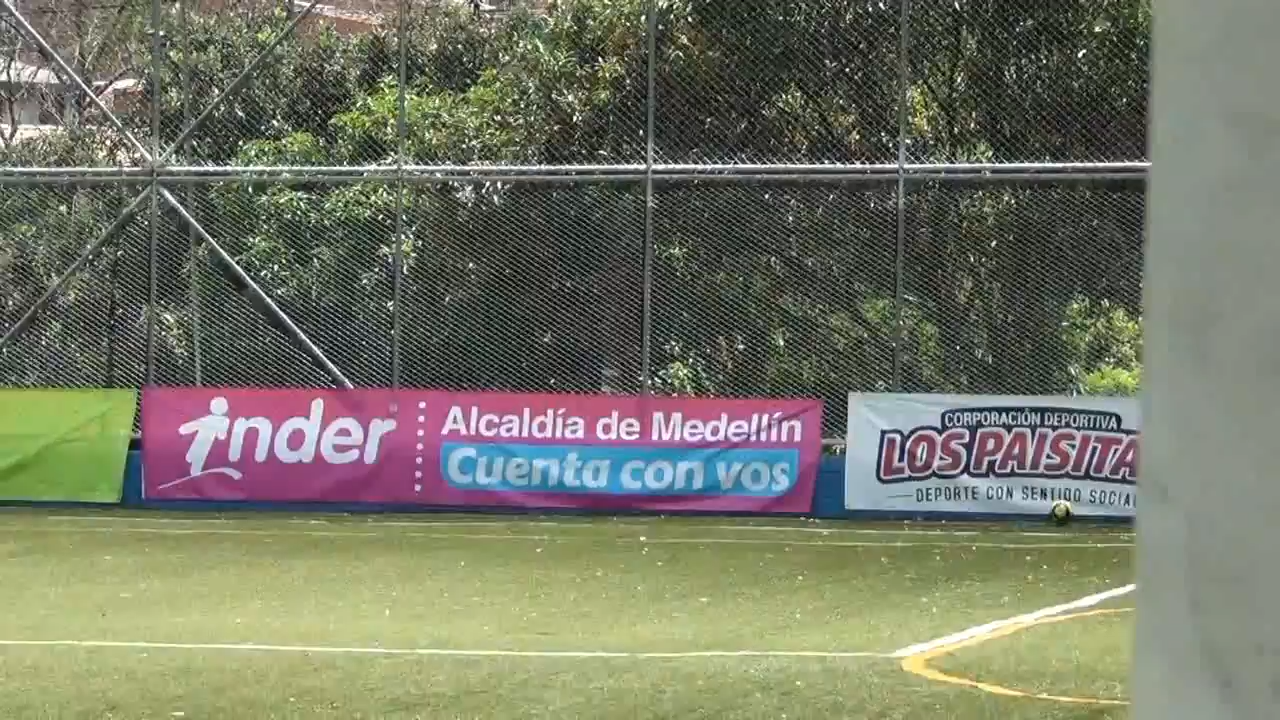 inder
Alcaldía de Medellín
Cuenta con vos
CORPORACIÓN DEPORTIVA
LOS PAISITA
DEPORTE CON SENTIDO SOCIAL